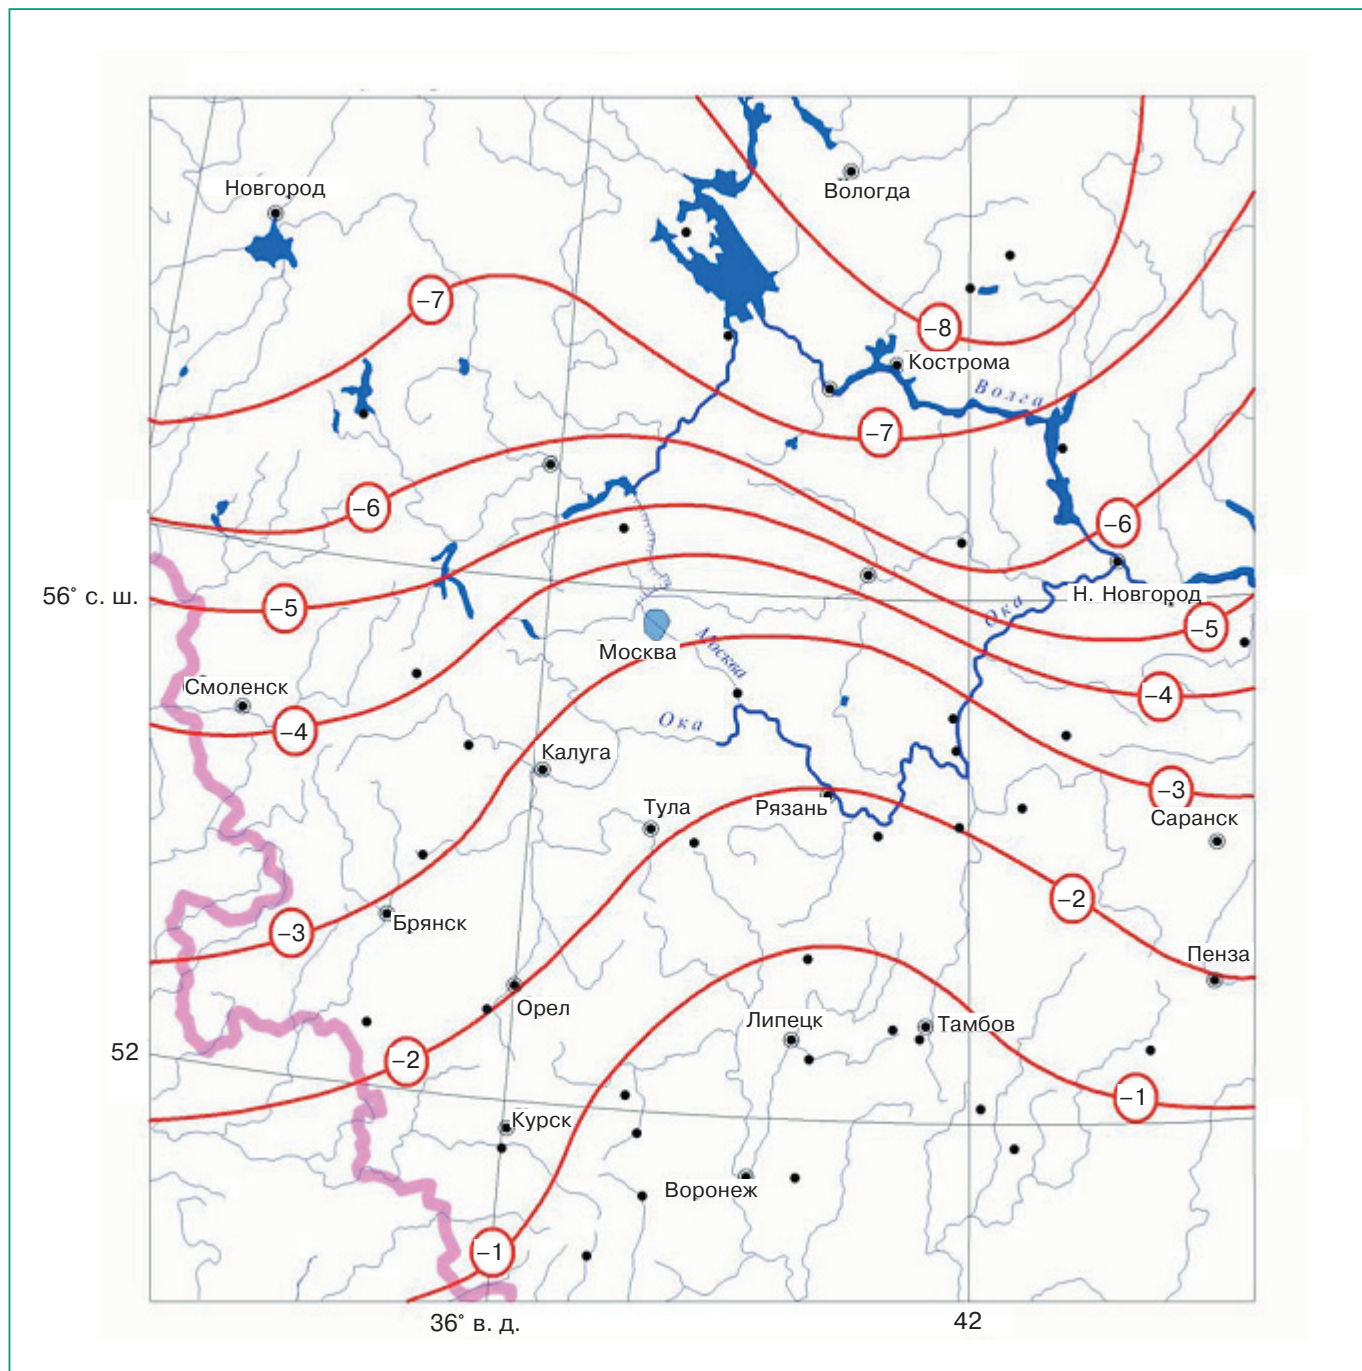 Новгород
Вологда
−7
−8
Кострома
Волга
−7
−6
−6
56˚ с. ш.
Н. Новгород
Ока
−5
−5
Москва
Москва
Смоленск
−4
−4
Ока
Калуга
−3
Тула
Рязань
Саранск
−2
Брянск
−3
Пенза
Орел
Липецк
Тамбов
52
−2
−1
Курск
Воронеж
−1
36˚ в. д.
42